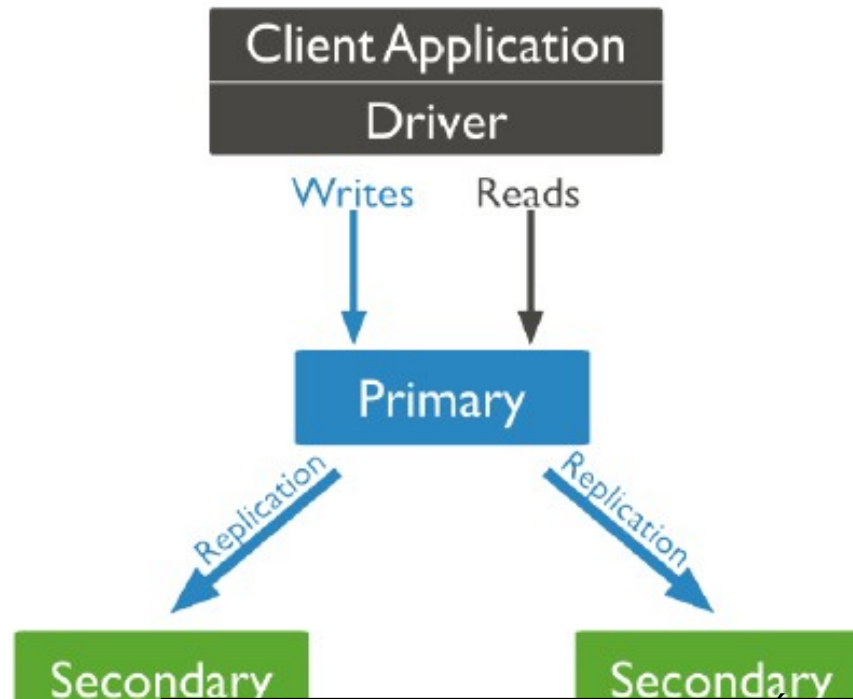 Client Application
Driver
Writes Reads
Primary
Replication Replication
Secondary Secondary